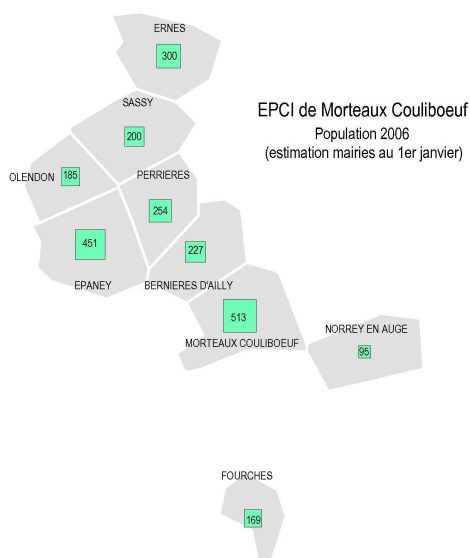 ERNES
300
SASSY
200
EPCI de Morteaux Couliboeuf
Population 2006
(estimation mairies au 1er janvier)
OLENDON
185
PERRIERES
254
451
227
EPANEY
BERNIERES D'AILLY
513
MORTEAUX COULIBOEUF
NORREY EN AUGE
95
FOURCHES
169